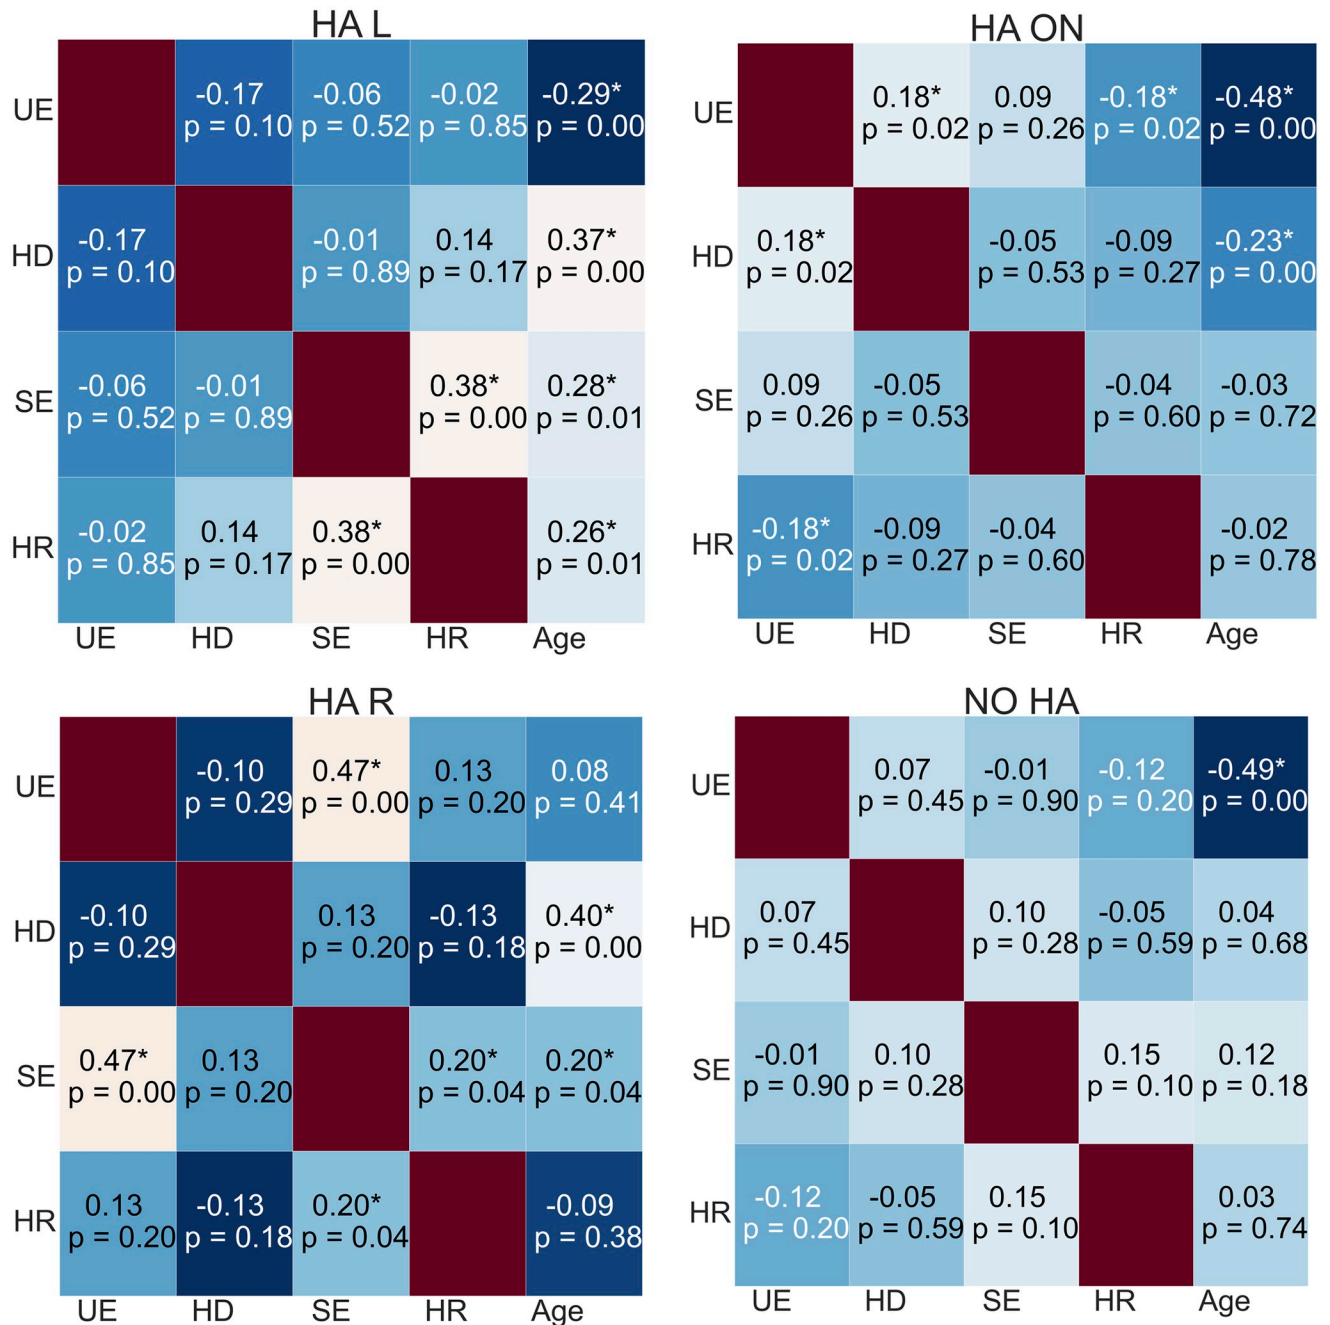 HA L
UE -0.17 -0.06 -0.02 -0.29*
p = 0.10 p = 0.52 p = 0.85 p = 0.00
HD -0.17 -0.01 0.14 0.37*
p = 0.10 p = 0.89 p = 0.17 p = 0.00
SE -0.06 -0.01 0.38* 0.28*
p = 0.52 p = 0.89 p = 0.00 p = 0.01
HR -0.02 0.14 0.38* 0.26*
p = 0.85 p = 0.17 p = 0.00 p = 0.01
UE HD SE HR Age
HA ON
UE 0.18* 0.09 -0.18* -0.48*
p = 0.02 p = 0.26 p = 0.02 p = 0.00
HD 0.18* -0.05 -0.09 -0.23*
p = 0.02 p = 0.53 p = 0.27 p = 0.00
SE 0.09 -0.05 -0.04 -0.03
p = 0.26 p = 0.53 p = 0.60 p = 0.72
HR -0.18* -0.09 -0.04 -0.02
p = 0.02 p = 0.27 p = 0.60 p = 0.78
UE HD SE HR Age
HA R
UE -0.10 0.47* 0.13 0.08
p = 0.29 p = 0.00 p = 0.20 p = 0.41
HD -0.10 0.13 -0.13 0.40*
p = 0.29 p = 0.20 p = 0.18 p = 0.00
SE 0.47* 0.13 0.20* 0.20*
p = 0.00 p = 0.20 p = 0.04 p = 0.04
HR 0.13 -0.13 0.20* -0.09
p = 0.20 p = 0.18 p = 0.04 p = 0.38
UE HD SE HR Age
NO HA
UE 0.07 -0.01 -0.12 -0.49*
p = 0.45 p = 0.90 p = 0.20 p = 0.00
HD 0.07 0.10 -0.05 0.04
p = 0.45 p = 0.28 p = 0.59 p = 0.68
SE -0.01 0.10 0.15 0.12
p = 0.90 p = 0.28 p = 0.10 p = 0.18
HR -0.12 -0.05 0.15 0.03
p = 0.20 p = 0.59 p = 0.10 p = 0.74
UE HD SE HR Age